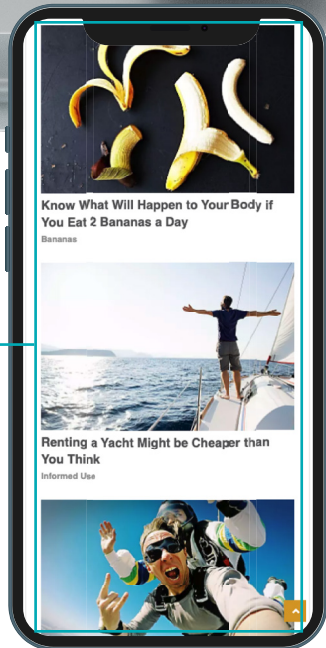 Know What Will Happen to Your Body if
You Eat 2 Bananas a Day
Bananas
Renting a Yacht Might be Cheaper than
You Think
Informed Use